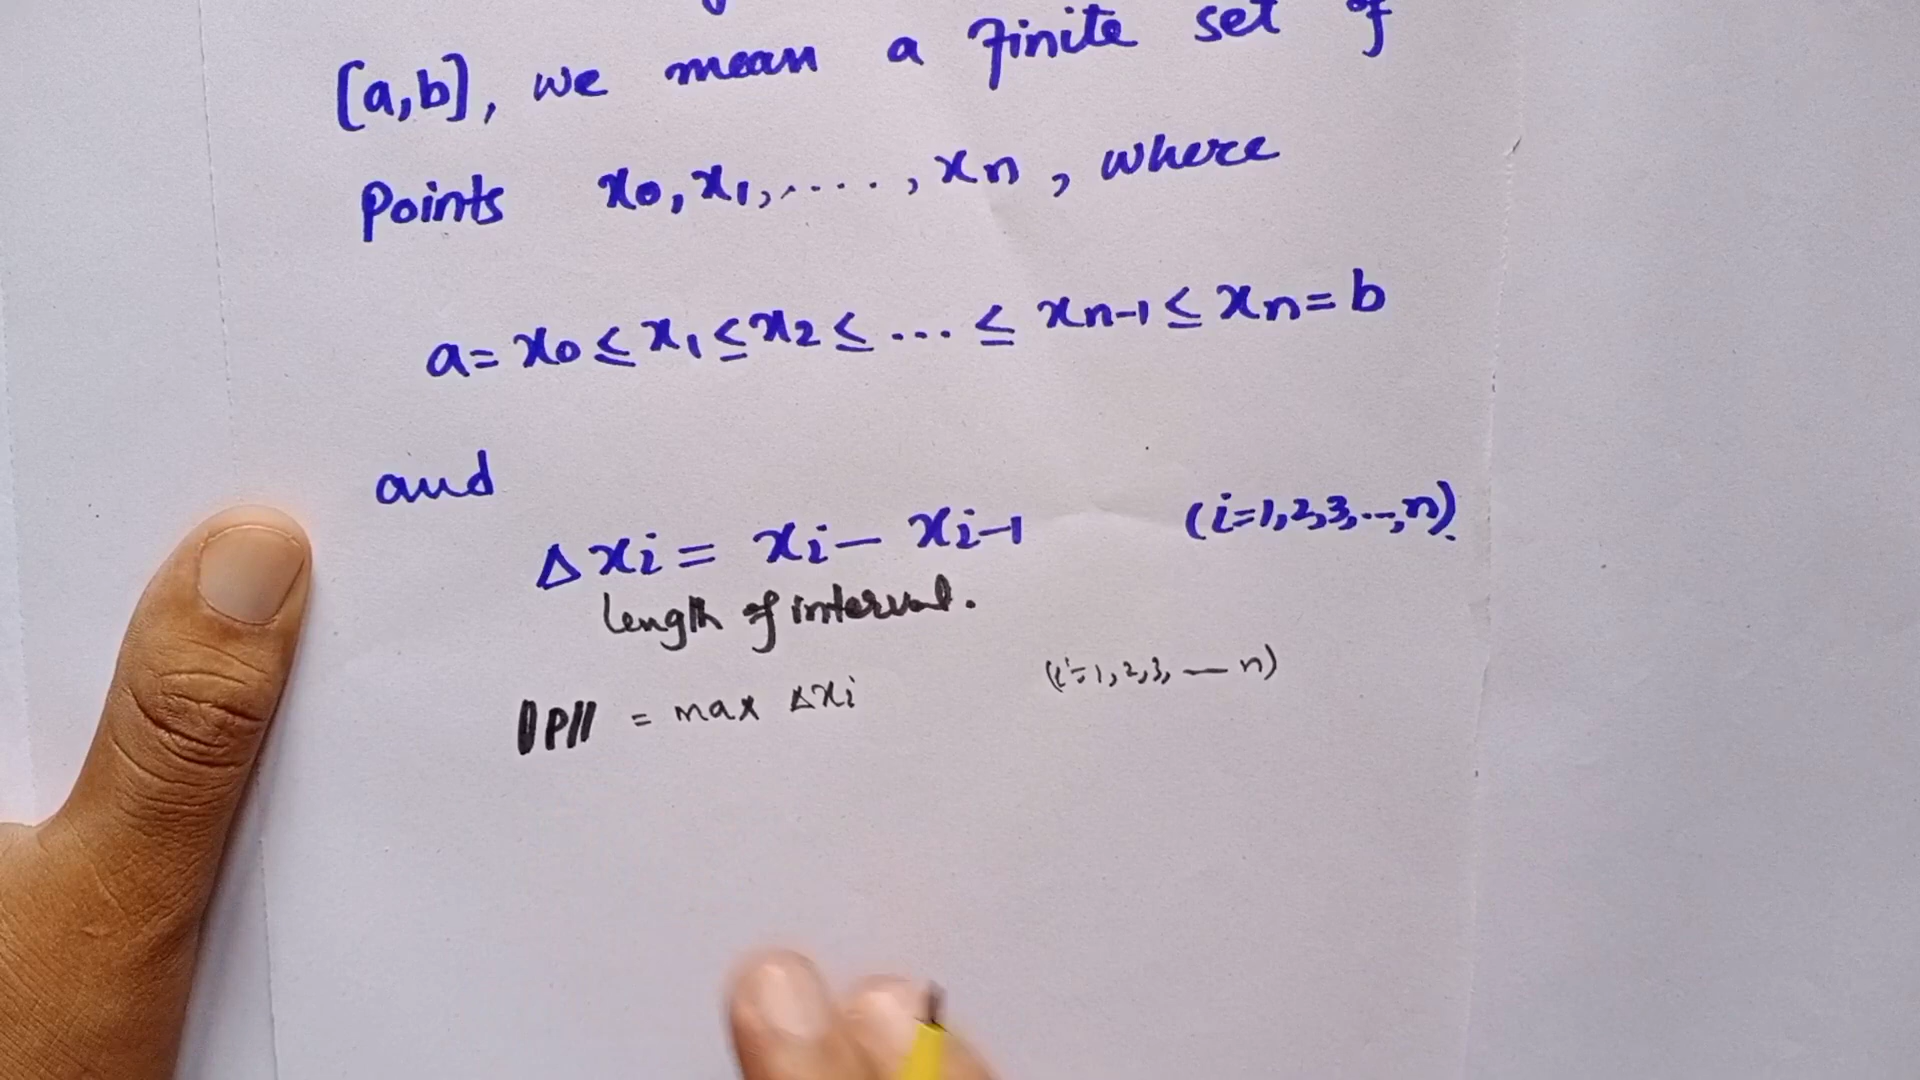 [a,b], we mean a finite set of
Points x₀, x₁, ....., xn, where
a = x₀ ≤ x₁ ≤ x₂ ≤ ... ≤ xn-1 ≤ xn = b
and
Δxi = xi - xi-1 (i=1,2,3,..,n).
length of interval.
||P|| = max Δxi (i=1,2,3, — n)